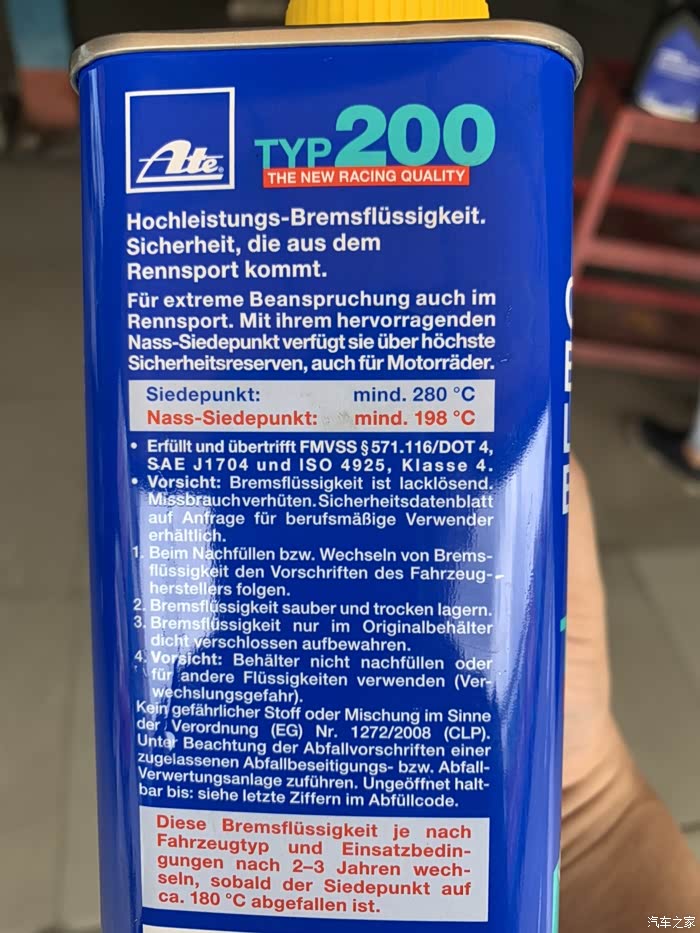 Ate
TYP 200
THE NEW RACING QUALITY
Hochleistungs-Bremsflüssigkeit.
Sicherheit, die aus dem
Rennsport kommt.
Für extreme Beanspruchung auch im
Rennsport. Mit ihrem hervorragenden
Nass-Siedepunkt verfügt sie über höchste
Sicherheitsreserven, auch für Motorräder.
Siedepunkt: mind. 280 °C
Nass-Siedepunkt: mind. 198 °C
• Erfüllt und übertrifft FMVSS § 571.116/DOT 4,
SAE J1704 und ISO 4925, Klasse 4.
• Vorsicht: Bremsflüssigkeit ist lacklösend.
Missbrauch verhüten. Sicherheitsdatenblatt
auf Anfrage für berufsmäßige Verwender
erhältlich.
1. Beim Nachfüllen bzw. Wechseln von Brems-
flüssigkeit den Vorschriften des Fahrzeug-
herstellers folgen.
2. Bremsflüssigkeit sauber und trocken lagern.
3. Bremsflüssigkeit nur im Originalbehälter
dicht verschlossen aufbewahren.
4. Vorsicht: Behälter nicht nachfüllen oder
für andere Flüssigkeiten verwenden (Ver-
wechslungsgefahr).
Kein gefährlicher Stoff oder Mischung im Sinne
der Verordnung (EG) Nr. 1272/2008 (CLP).
Unter Beachtung der Abfallvorschriften einer
zugelassenen Abfallbeseitigungs- bzw. Abfall-
Verwertungsanlage zuführen. Ungeöffnet halt-
bar bis: siehe letzte Ziffern im Abfüllcode.
Diese Bremsflüssigkeit je nach
Fahrzeugtyp und Einsatzbedin-
gungen nach 2–3 Jahren wech-
seln, sobald der Siedepunkt auf
ca. 180 °C abgefallen ist.
汽车之家